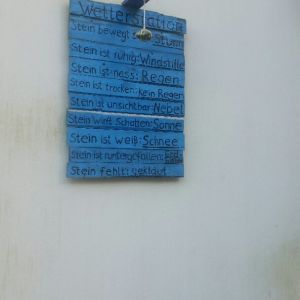 Wetterstation
Stein bewegt sich: Sturm
Stein ist ruhig: Windstille
Stein ist nass: Regen
Stein ist trocken: Kein Regen
Stein ist unsichtbar: Nebel
Stein wirft Schatten: Sonne
Stein ist weiß: Schnee
Stein ist runtergefallen:
Stein fehlt: geklaut